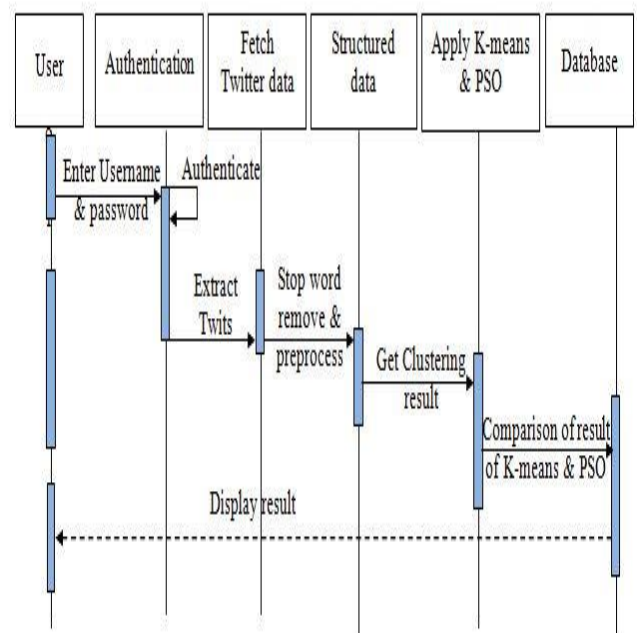 User
Authentication
Fetch
Twitter data
Structured
data
Apply K-means
& PSO
Database
Enter Username
& password
Authenticate
Extract
Twits
Stop word
remove &
preprocess
Get Clustering
result
Comparison of result
of K-means & PSO
Display result